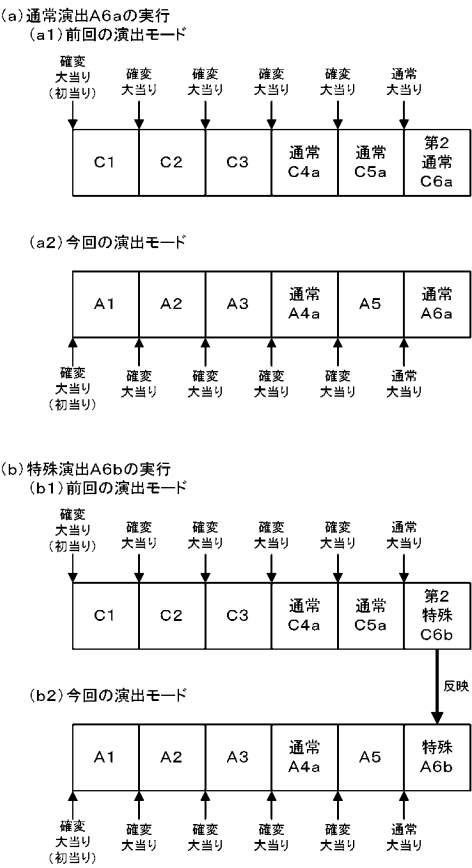 (a)通常演出A6aの実行
(a1)前回の演出モード
確変
大当り
(初当り)
確変
大当り
確変
大当り
確変
大当り
確変
大当り
通常
大当り
C1
C2
C3
通常
C4a
通常
C5a
第2
通常
C6a
(a2)今回の演出モード
A1
A2
A3
通常
A4a
A5
通常
A6a
確変
大当り
(初当り)
確変
大当り
確変
大当り
確変
大当り
確変
大当り
通常
大当り
(b)特殊演出A6bの実行
(b1)前回の演出モード
確変
大当り
(初当り)
確変
大当り
確変
大当り
確変
大当り
確変
大当り
通常
大当り
C1
C2
C3
通常
C4a
通常
C5a
第2
特殊
C6b
反映
(b2)今回の演出モード
A1
A2
A3
通常
A4a
A5
特殊
A6b
確変
大当り
(初当り)
確変
大当り
確変
大当り
確変
大当り
確変
大当り
通常
大当り